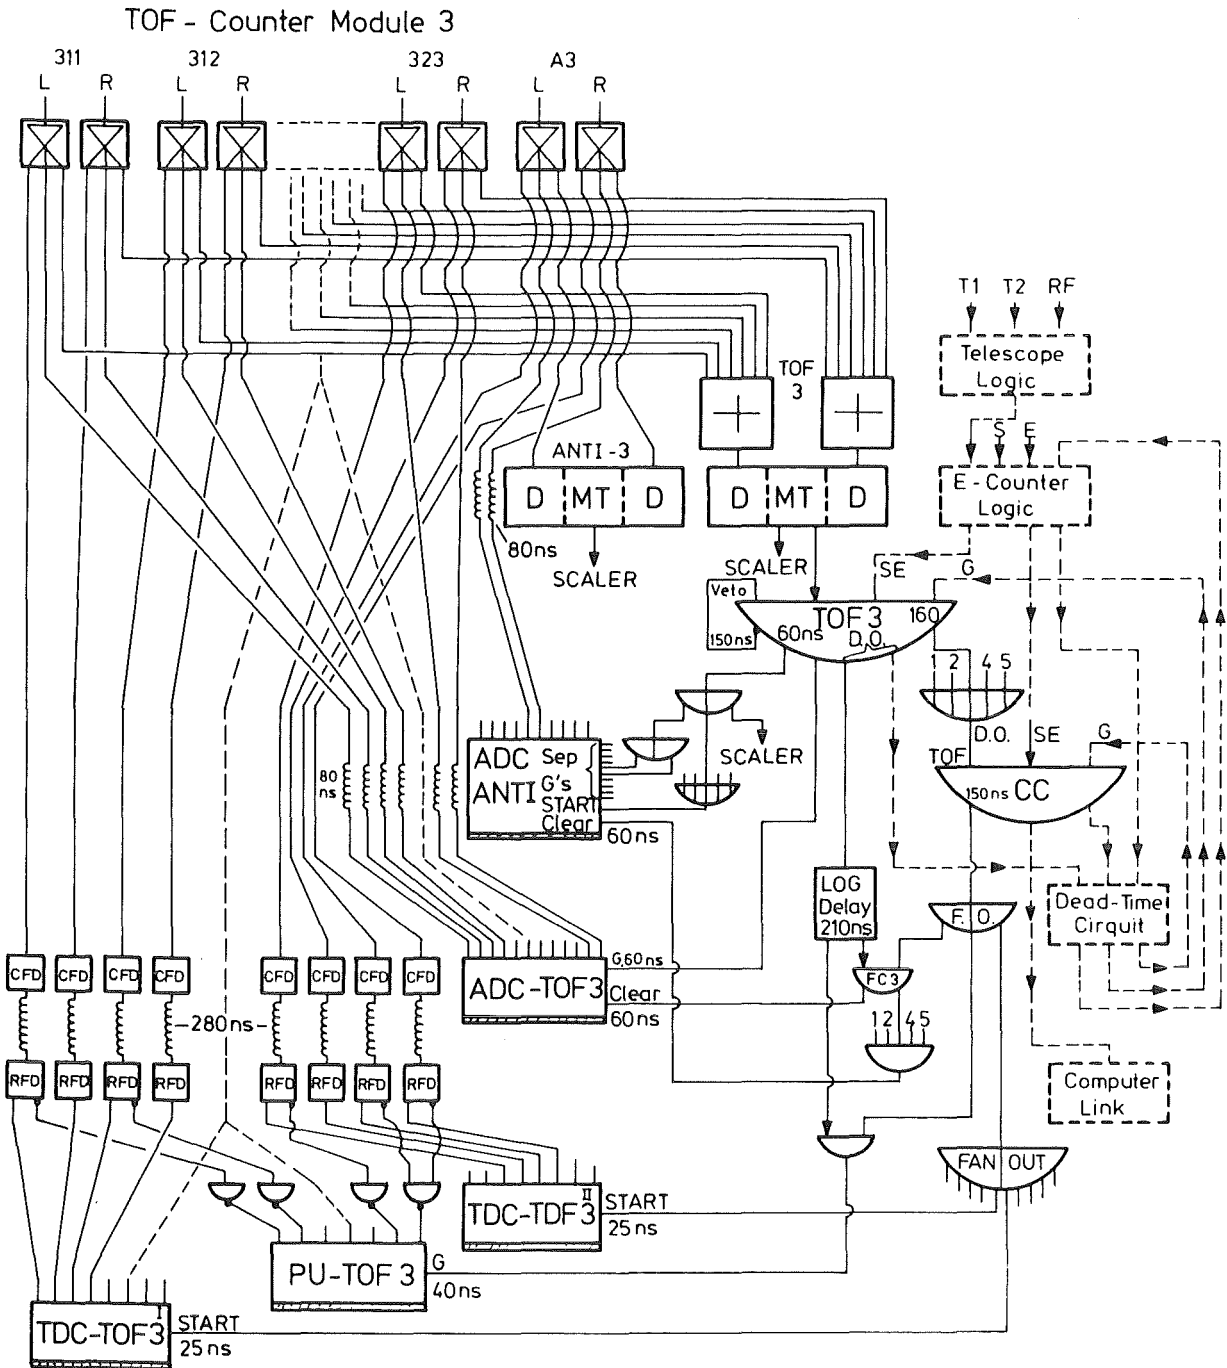 TOF - Counter Module 3
311 312 323 A3
L R L R L R L R
T1 T2 RF
Telescope
Logic
TOF
3
S E
ANTI-3
D MT D
D MT D
E-Counter
Logic
80ns
SCALER
SCALER
SE
G
Veto
TOF 3
160
150ns
60ns
D.O.
1 2 4 5
D.O.
SE
G
TOF
CC
150ns
SCALER
80
ns
ADC
ANTI
Sep
G's
START
Clear
60ns
LOG
Delay
210ns
F.O.
Dead-Time
Cirquit
CFD CFD CFD CFD
CFD CFD CFD CFD
ADC-TOF3
G,60ns
Clear
60ns
FC3
280ns
1 2 4 5
RFD RFD RFD RFD
RFD RFD RFD RFD
Computer
Link
FAN OUT
II
TDC-TDF3
START
25ns
PU-TOF 3
G
40ns
I
TDC-TOF3
START
25ns